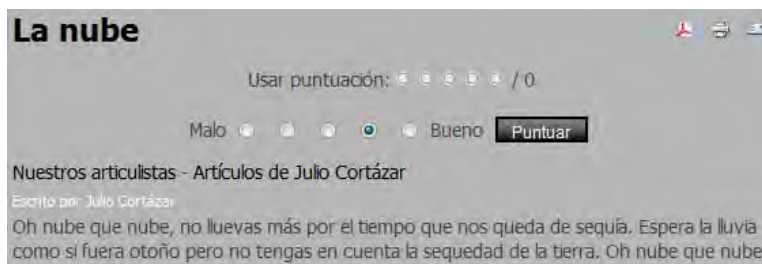 La nube
Usar puntuación: / 0
Malo Bueno Puntuar
Nuestros articulistas - Artículos de Julio Cortázar
Escrito por Julio Cortázar
Oh nube que nube, no lluevas más por el tiempo que nos queda de sequía. Espera la lluvia
como si fuera otoño pero no tengas en cuenta la sequedad de la tierra. Oh nube que nube